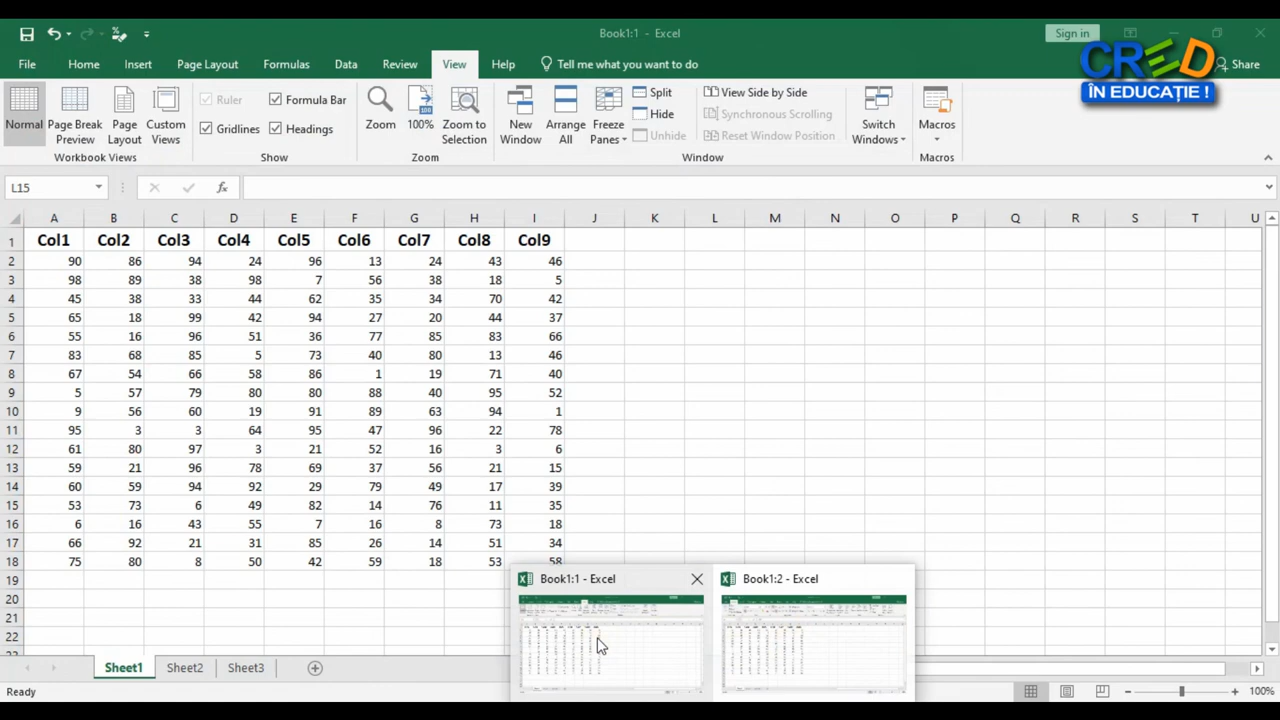 Book1:1 - Excel
Sign in
CRED
ÎN EDUCAȚIE !
File Home Insert Page Layout Formulas Data Review View Help Tell me what you want to do Share
Normal
Page Break Preview
Page Layout
Custom Views
Ruler
Formula Bar
Gridlines
Headings
Zoom
100%
Zoom to Selection
New Window
Arrange All
Freeze Panes
Split
Hide
Unhide
View Side by Side
Synchronous Scrolling
Reset Window Position
Switch Windows
Macros
Workbook Views Show Zoom Window Macros
L15 fx
A B C D E F G H I J K L M N O P Q R S T U
1 Col1 Col2 Col3 Col4 Col5 Col6 Col7 Col8 Col9
2 90 86 94 24 96 13 24 43 46
3 98 89 38 98 7 56 38 18 5
4 45 38 33 44 62 35 34 70 42
5 65 18 99 42 94 27 20 44 37
6 55 16 96 51 36 77 85 83 66
7 83 68 85 5 73 40 80 13 46
8 67 54 66 58 86 1 19 71 40
9 5 57 79 80 80 88 40 95 52
10 9 56 60 19 91 89 63 94 1
11 95 3 3 64 95 47 96 22 78
12 61 80 97 3 21 52 16 3 6
13 59 21 96 78 69 37 56 21 15
14 60 59 94 92 29 79 49 17 39
15 53 73 6 49 82 14 76 11 35
16 6 16 43 55 7 16 8 73 18
17 66 92 21 31 85 26 14 51 34
18 75 80 8 50 42 59 18 53 58
19
20
21
22
Book1:1 - Excel
Book1:2 - Excel
Sheet1 Sheet2 Sheet3
Ready 100%